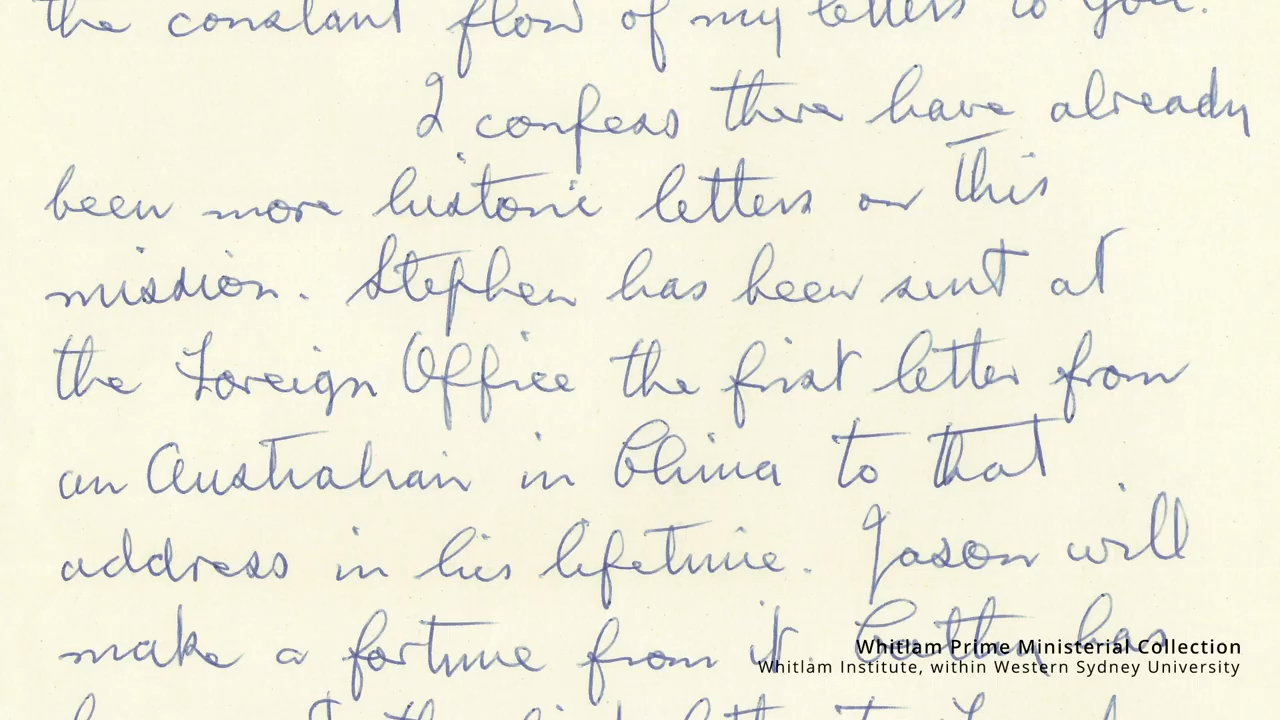 the constant flow of my letters to you.
I confess there have already
been more historic letters on this
mission. Stephen has been sent at
the Foreign Office the first letter from
an Australian in China to that
address in his lifetime. Jason will
make a fortune from it. has
Whitlam Prime Ministerial Collection
Whitlam Institute, within Western Sydney University